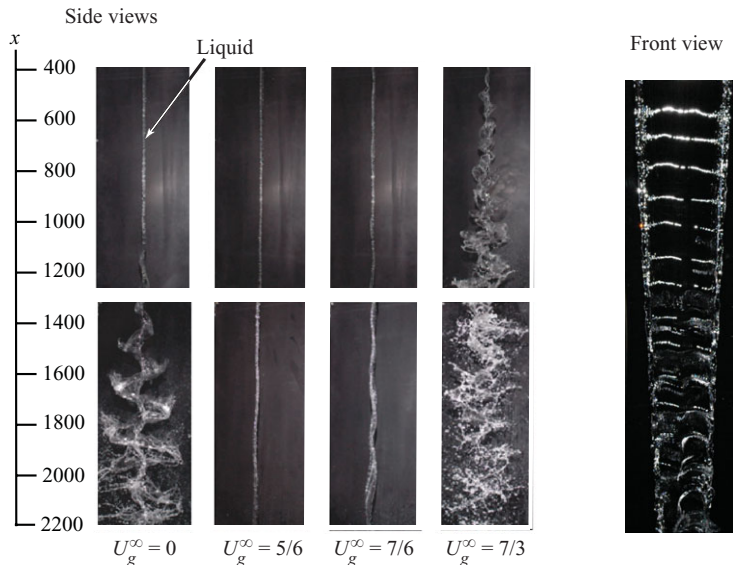 Side views
x
Liquid
Front view
400
600
800
1000
1200
1400
1600
1800
2000
2200
U_g^∞ = 0
U_g^∞ = 5/6
U_g^∞ = 7/6
U_g^∞ = 7/3